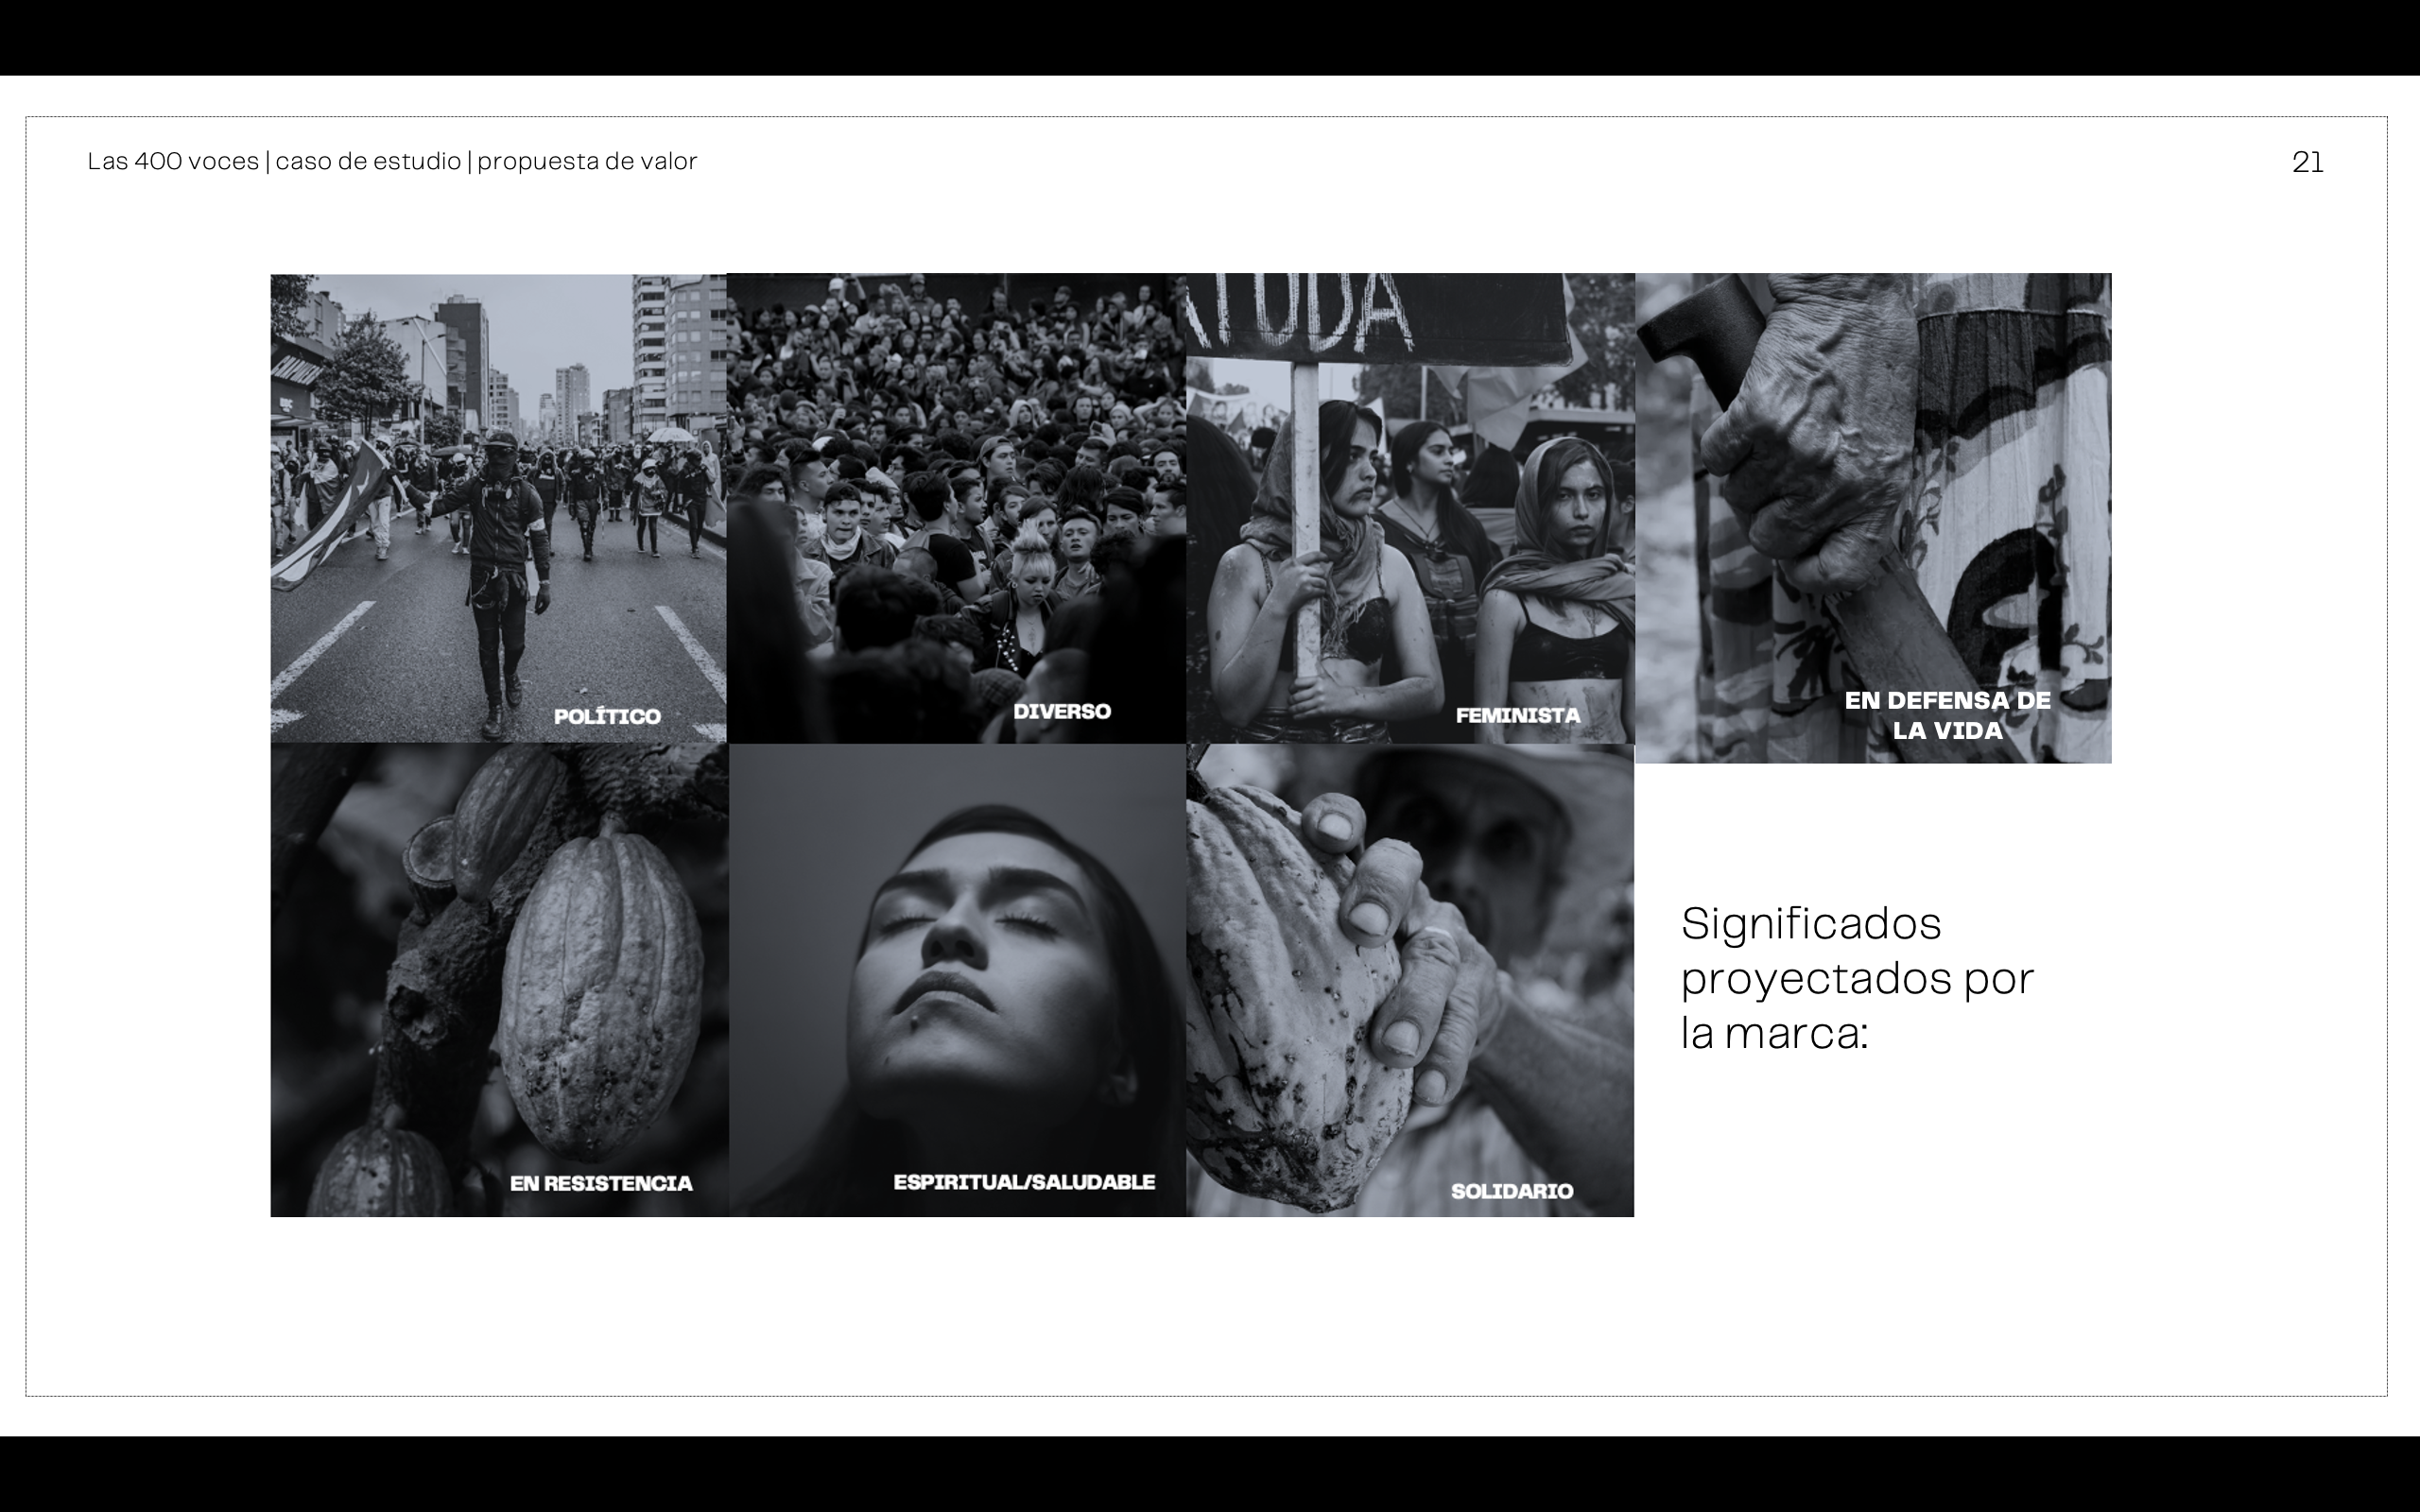 Las 400 voces | caso de estudio | propuesta de valor
21
POLÍTICO
DIVERSO
FEMINISTA
EN DEFENSA DE
LA VIDA
EN RESISTENCIA
ESPIRITUAL/SALUDABLE
SOLIDARIO
Significados
proyectados por
la marca: